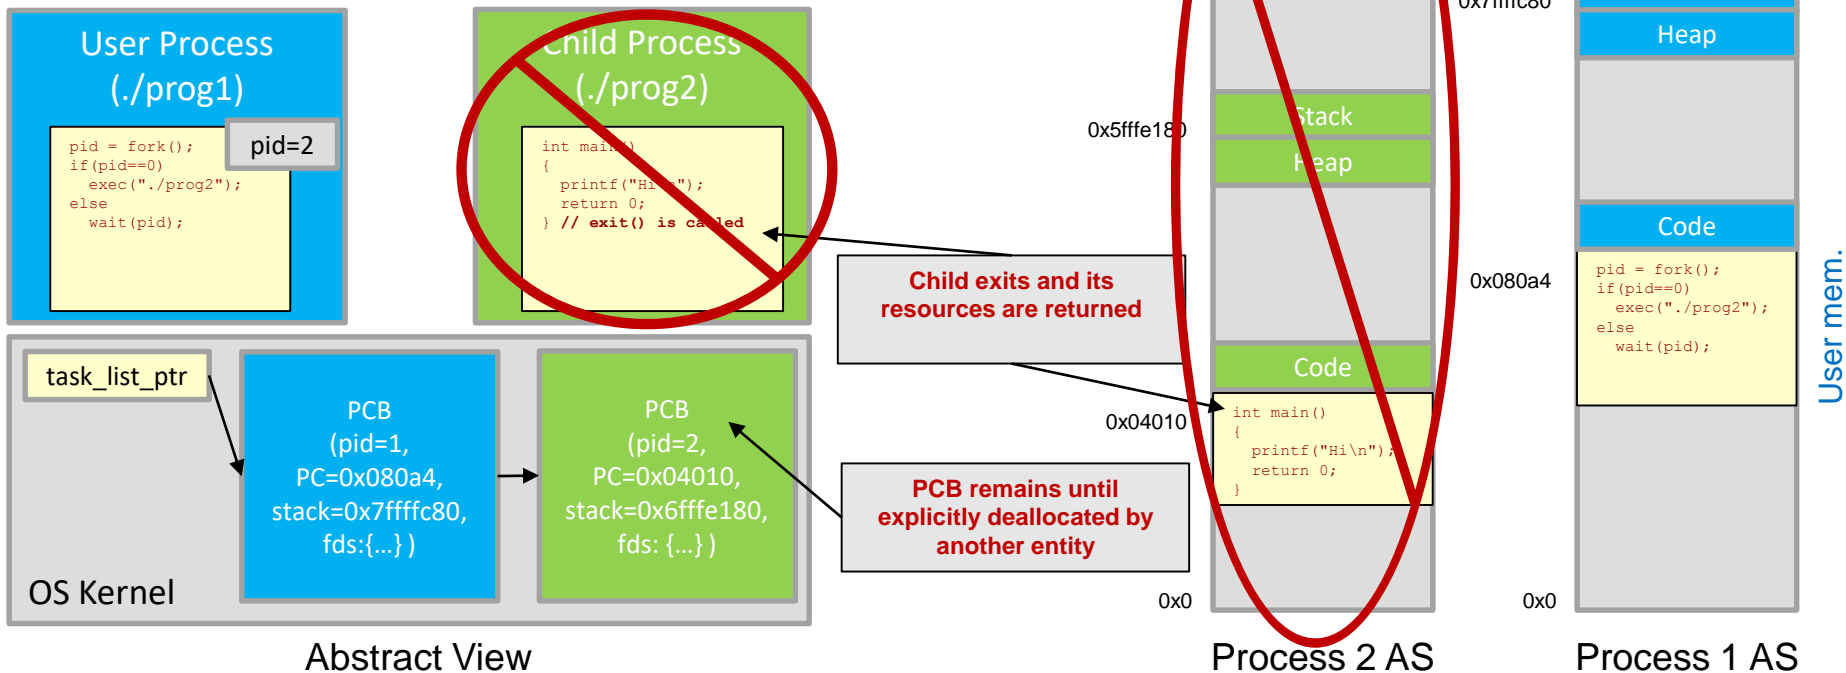 User Process
(./prog1)
pid = fork();
if(pid==0)
  exec("./prog2");
else
  wait(pid);
pid=2
Child Process
(./prog2)
int main()
{
  printf("Hi\n");
  return 0;
} // exit() is called
task_list_ptr
PCB
(pid=1,
PC=0x080a4,
stack=0x7ffffc80,
fds:{…} )
PCB
(pid=2,
PC=0x04010,
stack=0x6fffe180,
fds: {…} )
OS Kernel
Abstract View
Child exits and its
resources are returned
PCB remains until
explicitly deallocated by
another entity
0x5fffe180
Stack
Heap
Code
0x04010
int main()
{
  printf("Hi\n");
  return 0;
}
0x0
Process 2 AS
0x7ffffc80
Heap
Code
0x080a4
pid = fork();
if(pid==0)
  exec("./prog2");
else
  wait(pid);
0x0
Process 1 AS
User mem.